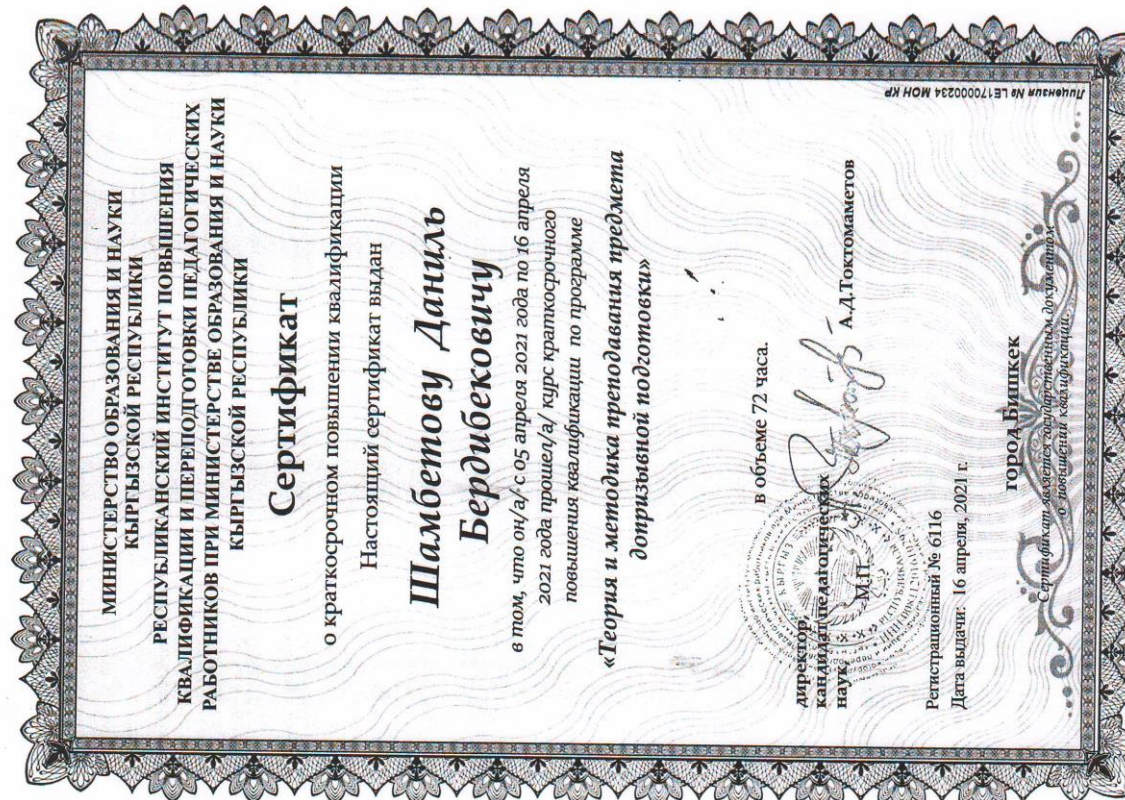 МИНИСТЕРСТВО ОБРАЗОВАНИЯ И НАУКИ
КЫРГЫЗСКОЙ РЕСПУБЛИКИ
РЕСПУБЛИКАНСКИЙ ИНСТИТУТ ПОВЫШЕНИЯ
КВАЛИФИКАЦИИ И ПЕРЕПОДГОТОВКИ ПЕДАГОГИЧЕСКИХ
РАБОТНИКОВ ПРИ МИНИСТЕРСТВЕ ОБРАЗОВАНИЯ И НАУКИ
КЫРГЫЗСКОЙ РЕСПУБЛИКИ
Сертификат
о краткосрочном повышении квалификации
Настоящий сертификат выдан
Шамбетову Даниль
Бердибековичу
в том, что он/а/ с 05 апреля 2021 года по 16 апреля
2021 года прошел/а/ курс краткосрочного
повышения квалификации по программе
«Теория и методика преподавания предмета
допризывной подготовки»
в объеме 72 часа.
директор,
кандидат педагогических
наук,
М.П.
А.Д.Токтомаметов
Регистрационный № 6116
Дата выдачи: 16 апреля, 2021 г.
город Бишкек
Сертификат является государственным документом
о повышении квалификации.
Лицензия № LE170000234 МОН КР